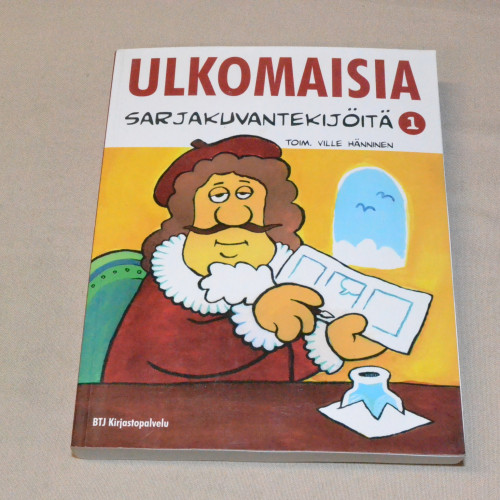 ULKOMAISIA
SARJAKUVANTEKIJÖITÄ 1
TOIM. VILLE HÄNNINEN
BTJ Kirjastopalvelu